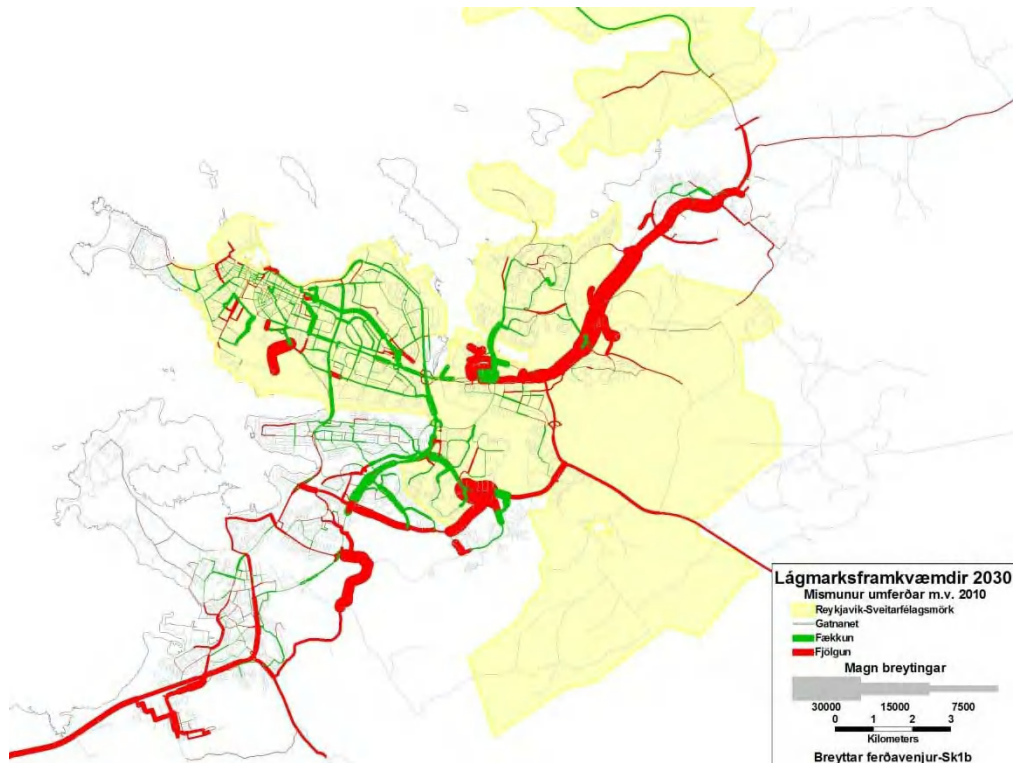 Lágmarksframkvæmdir 2030
Mismunur umferðar m.v. 2010
Reykjavik-Sveitarfélagsmörk
Gatnanet
Fækkun
Fjölgun
Magn breytingar
30000 15000 7500
0 1 2 3
Kilometers
Breyttar ferðavenjur-Sk1b